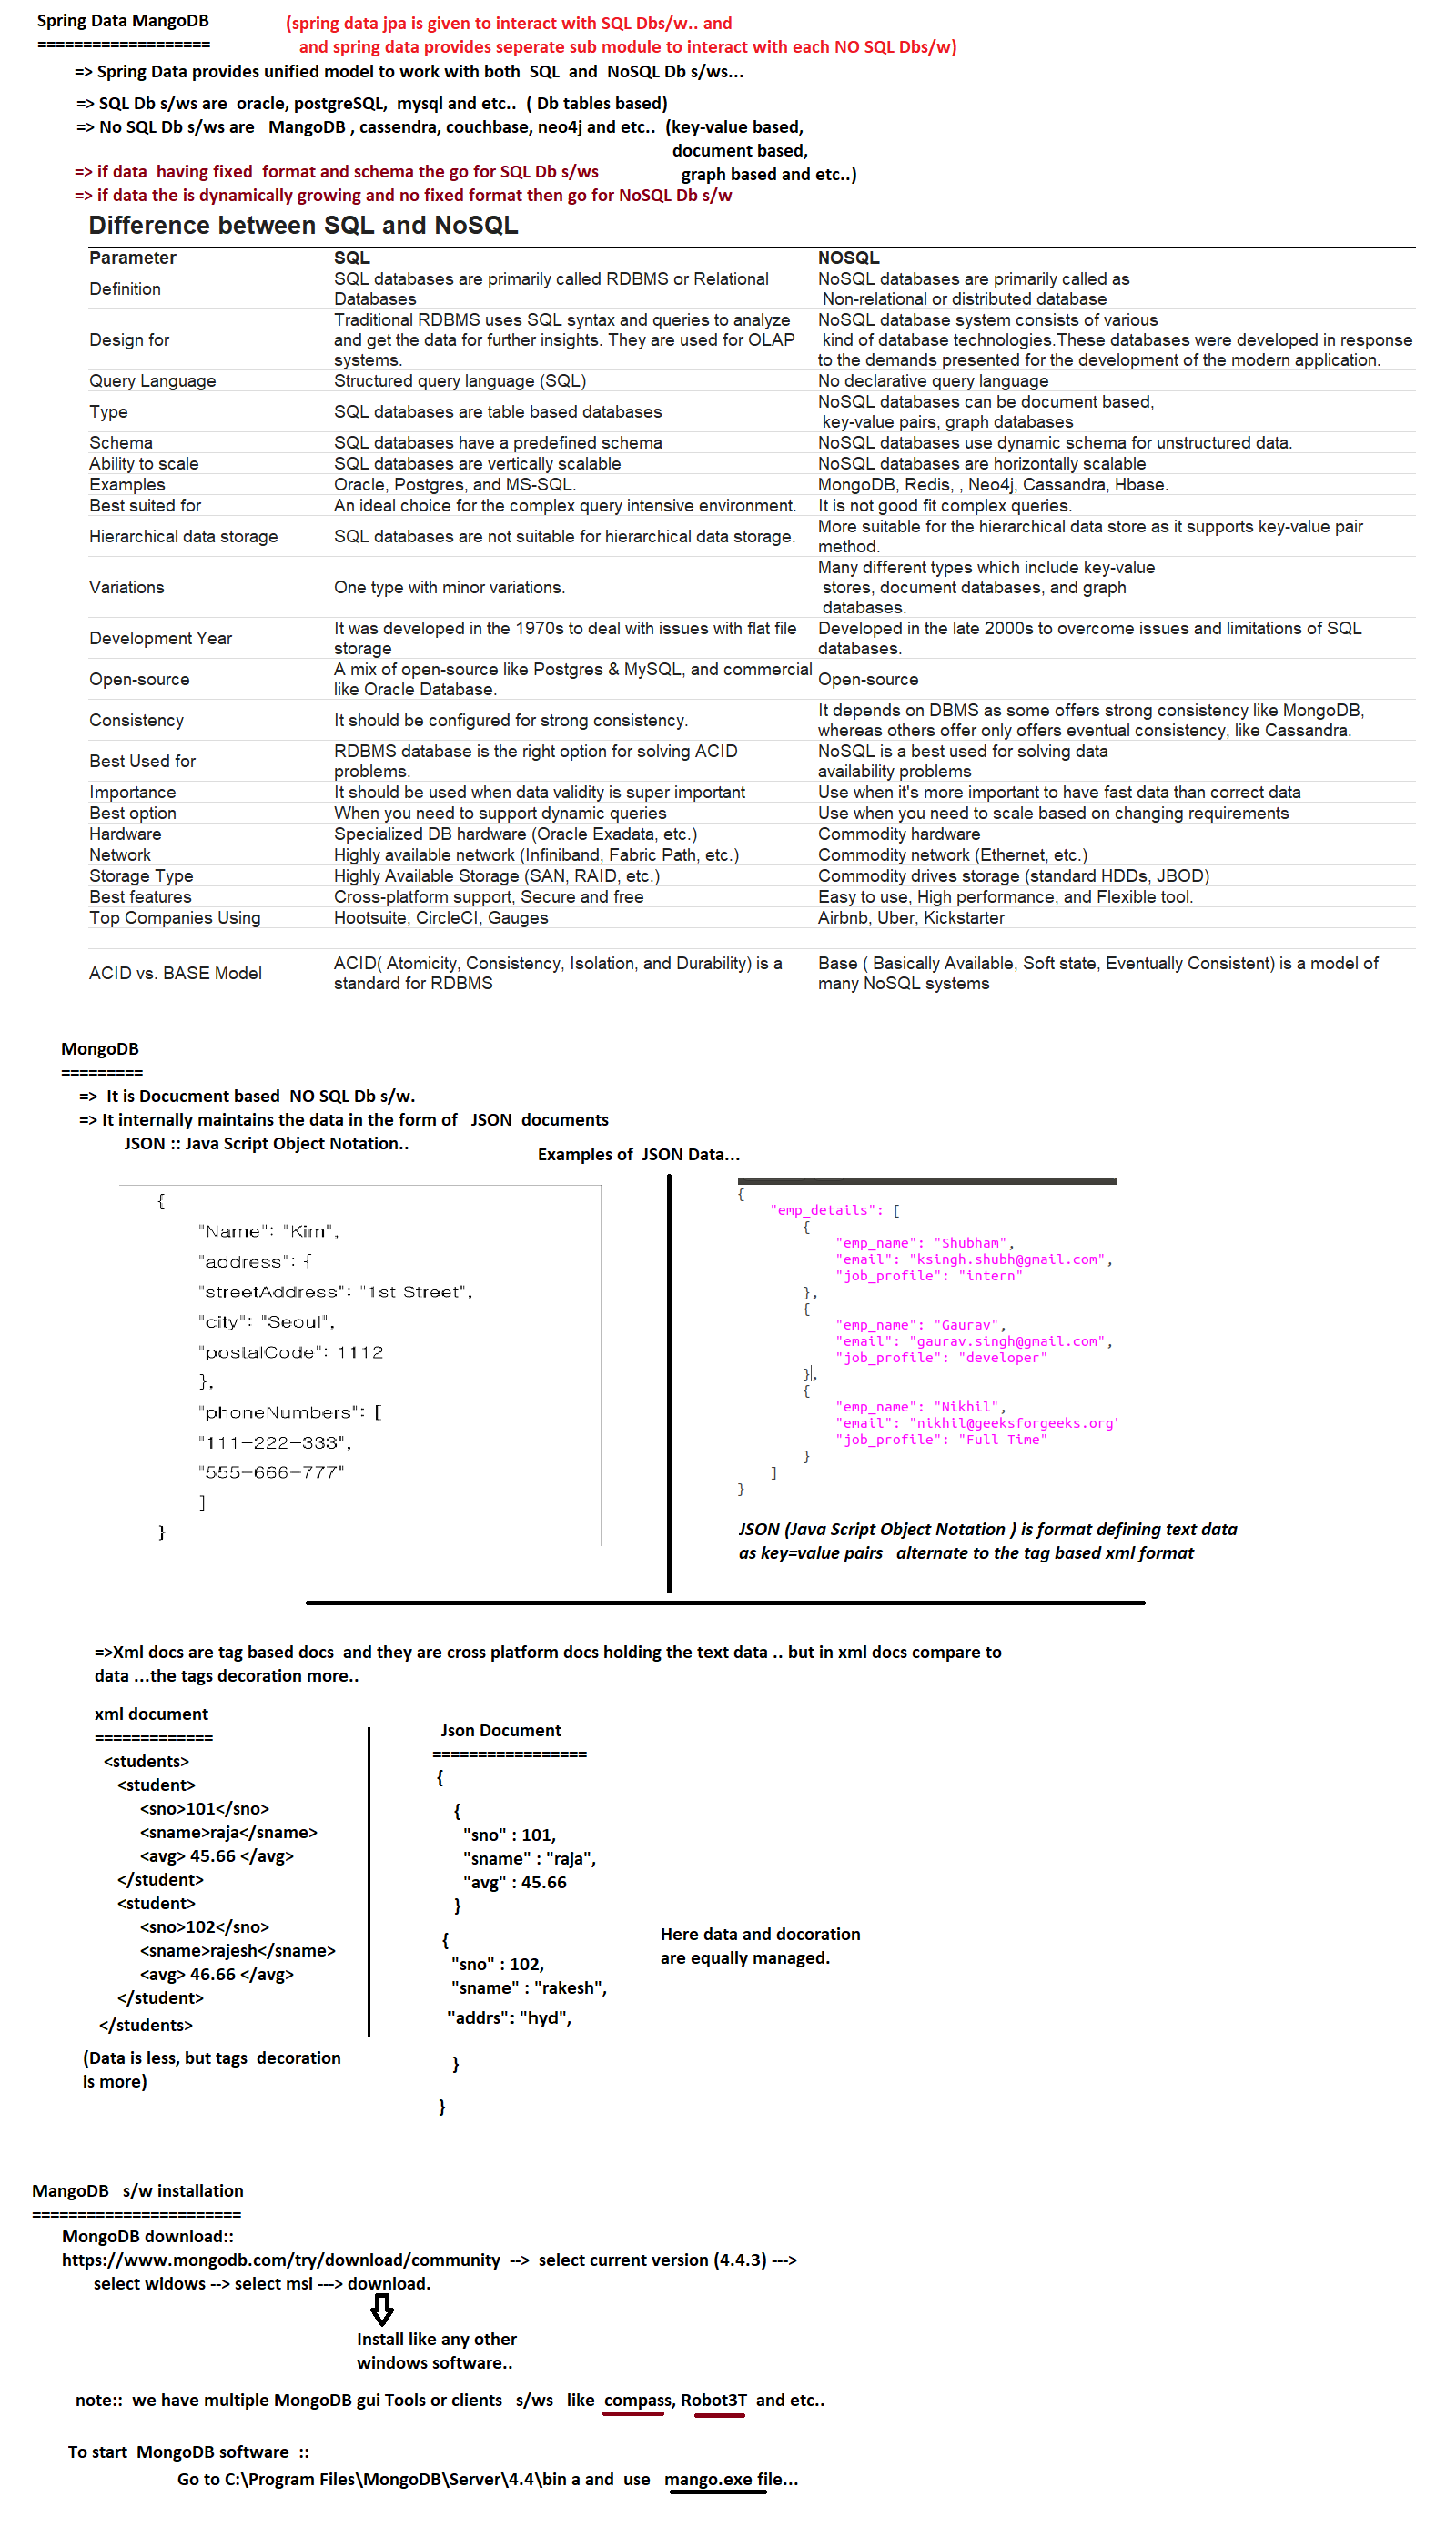 Spring Data MangoDB
===================
(spring data jpa is given to interact with SQL Dbs/w.. and
and spring data provides seperate sub module to interact with each NO SQL Dbs/w)
=> Spring Data provides unified model to work with both SQL and NoSQL Db s/ws...
=> SQL Db s/ws are oracle, postgreSQL, mysql and etc.. ( Db tables based)
=> No SQL Db s/ws are MangoDB , cassendra, couchbase, neo4j and etc.. (key-value based,
document based,
graph based and etc..)
=> if data having fixed format and schema the go for SQL Db s/ws
=> if data the is dynamically growing and no fixed format then go for NoSQL Db s/w
Difference between SQL and NoSQL
Parameter SQL NOSQL
Definition SQL databases are primarily called RDBMS or Relational Databases NoSQL databases are primarily called as Non-relational or distributed database
Design for Traditional RDBMS uses SQL syntax and queries to analyze and get the data for further insights. They are used for OLAP systems. NoSQL database system consists of various kind of database technologies.These databases were developed in response to the demands presented for the development of the modern application.
Query Language Structured query language (SQL) No declarative query language
Type SQL databases are table based databases NoSQL databases can be document based, key-value pairs, graph databases
Schema SQL databases have a predefined schema NoSQL databases use dynamic schema for unstructured data.
Ability to scale SQL databases are vertically scalable NoSQL databases are horizontally scalable
Examples Oracle, Postgres, and MS-SQL. MongoDB, Redis, , Neo4j, Cassandra, Hbase.
Best suited for An ideal choice for the complex query intensive environment. It is not good fit complex queries.
Hierarchical data storage SQL databases are not suitable for hierarchical data storage. More suitable for the hierarchical data store as it supports key-value pair method.
Variations One type with minor variations. Many different types which include key-value stores, document databases, and graph databases.
Development Year It was developed in the 1970s to deal with issues with flat file storage Developed in the late 2000s to overcome issues and limitations of SQL databases.
Open-source A mix of open-source like Postgres & MySQL, and commercial like Oracle Database. Open-source
Consistency It should be configured for strong consistency. It depends on DBMS as some offers strong consistency like MongoDB, whereas others offer only offers eventual consistency, like Cassandra.
Best Used for RDBMS database is the right option for solving ACID problems. NoSQL is a best used for solving data availability problems
Importance It should be used when data validity is super important Use when it's more important to have fast data than correct data
Best option When you need to support dynamic queries Use when you need to scale based on changing requirements
Hardware Specialized DB hardware (Oracle Exadata, etc.) Commodity hardware
Network Highly available network (Infiniband, Fabric Path, etc.) Commodity network (Ethernet, etc.)
Storage Type Highly Available Storage (SAN, RAID, etc.) Commodity drives storage (standard HDDs, JBOD)
Best features Cross-platform support, Secure and free Easy to use, High performance, and Flexible tool.
Top Companies Using Hootsuite, CircleCI, Gauges Airbnb, Uber, Kickstarter
ACID vs. BASE Model ACID( Atomicity, Consistency, Isolation, and Durability) is a standard for RDBMS Base ( Basically Available, Soft state, Eventually Consistent) is a model of many NoSQL systems
MongoDB
=========
=> It is Docucment based NO SQL Db s/w.
=> It internally maintains the data in the form of JSON documents
JSON :: Java Script Object Notation..
Examples of JSON Data...
{
"Name": "Kim",
"address": {
"streetAddress": "1st Street",
"city": "Seoul",
"postalCode": 1112
},
"phoneNumbers": [
"111-222-333",
"555-666-777"
]
}
{
"emp_details": [
{
"emp_name": "Shubham",
"email": "ksingh.shubh@gmail.com",
"job_profile": "intern"
},
{
"emp_name": "Gaurav",
"email": "gaurav.singh@gmail.com",
"job_profile": "developer"
},
{
"emp_name": "Nikhil",
"email": "nikhil@geeksforgeeks.org"
"job_profile": "Full Time"
}
]
}
JSON (Java Script Object Notation ) is format defining text data
as key=value pairs alternate to the tag based xml format
=>Xml docs are tag based docs and they are cross platform docs holding the text data .. but in xml docs compare to
data ...the tags decoration more..
xml document
=============
<students>
<student>
<sno>101</sno>
<sname>raja</sname>
<avg> 45.66 </avg>
</student>
<student>
<sno>102</sno>
<sname>rajesh</sname>
<avg> 46.66 </avg>
</student>
</students>
(Data is less, but tags decoration
is more)
Json Document
=================
{
{
"sno" : 101,
"sname" : "raja",
"avg" : 45.66
}
{
"sno" : 102,
"sname" : "rakesh",
"addrs": "hyd",
}
}
Here data and docoration
are equally managed.
MangoDB s/w installation
=======================
MongoDB download::
https://www.mongodb.com/try/download/community --> select current version (4.4.3) --->
select widows --> select msi ---> download.
Install like any other
windows software..
note:: we have multiple MongoDB gui Tools or clients s/ws like compass, Robot3T and etc..
To start MongoDB software ::
Go to C:\Program Files\MongoDB\Server\4.4\bin a and use mango.exe file...